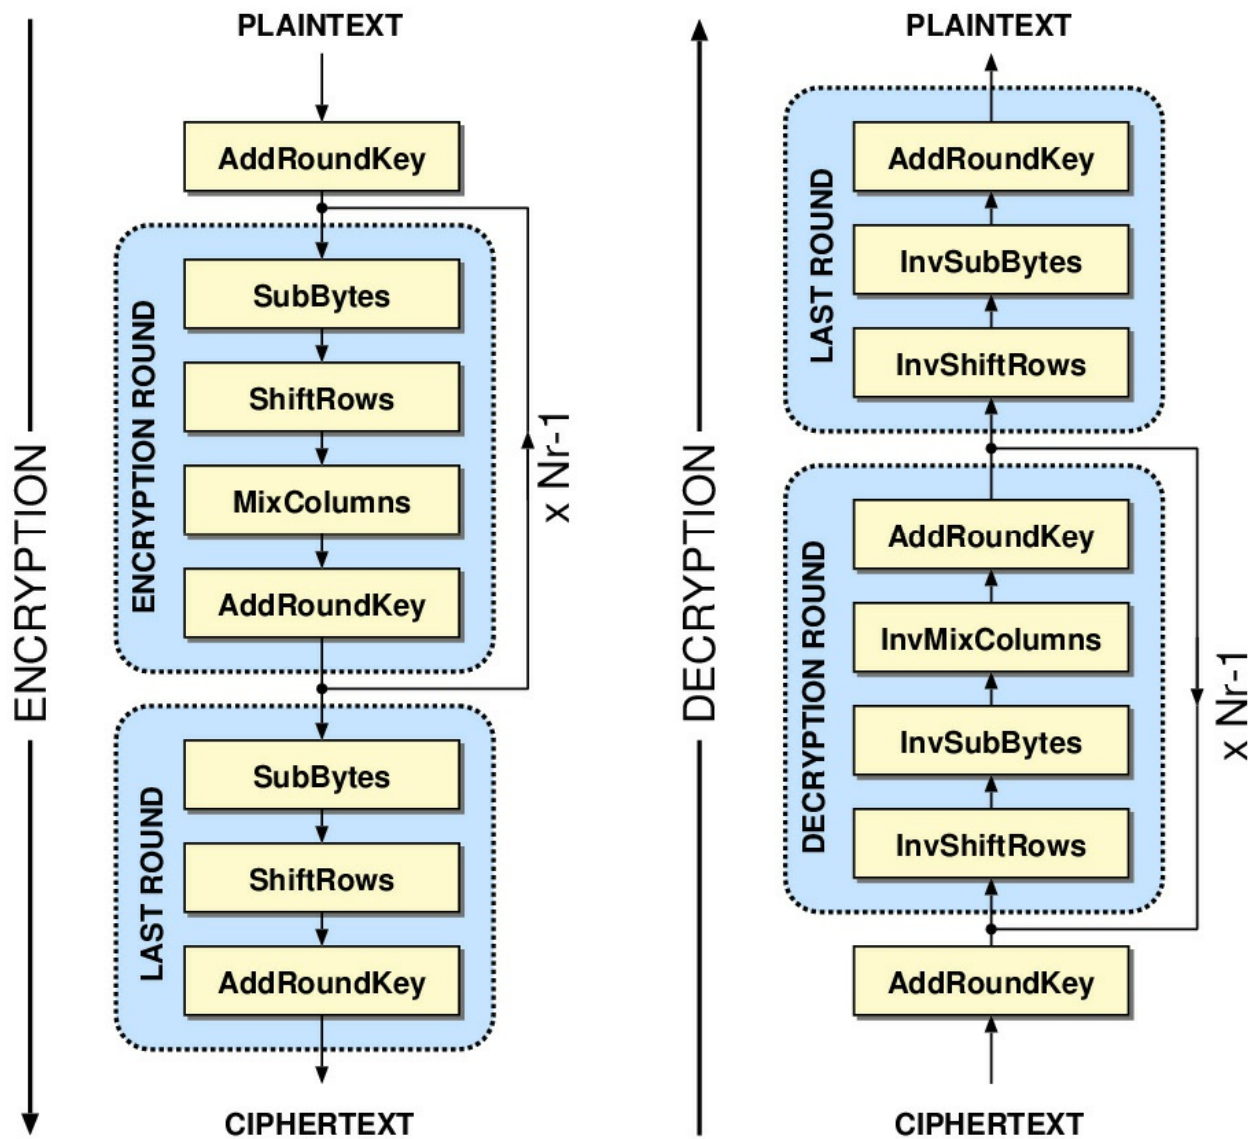 PLAINTEXT
AddRoundKey
ENCRYPTION ROUND
SubBytes
ShiftRows
MixColumns
AddRoundKey
x Nr-1
ENCRYPTION
LAST ROUND
SubBytes
ShiftRows
AddRoundKey
CIPHERTEXT
PLAINTEXT
LAST ROUND
AddRoundKey
InvSubBytes
InvShiftRows
DECRYPTION
DECRYPTION ROUND
AddRoundKey
InvMixColumns
InvSubBytes
InvShiftRows
x Nr-1
AddRoundKey
CIPHERTEXT